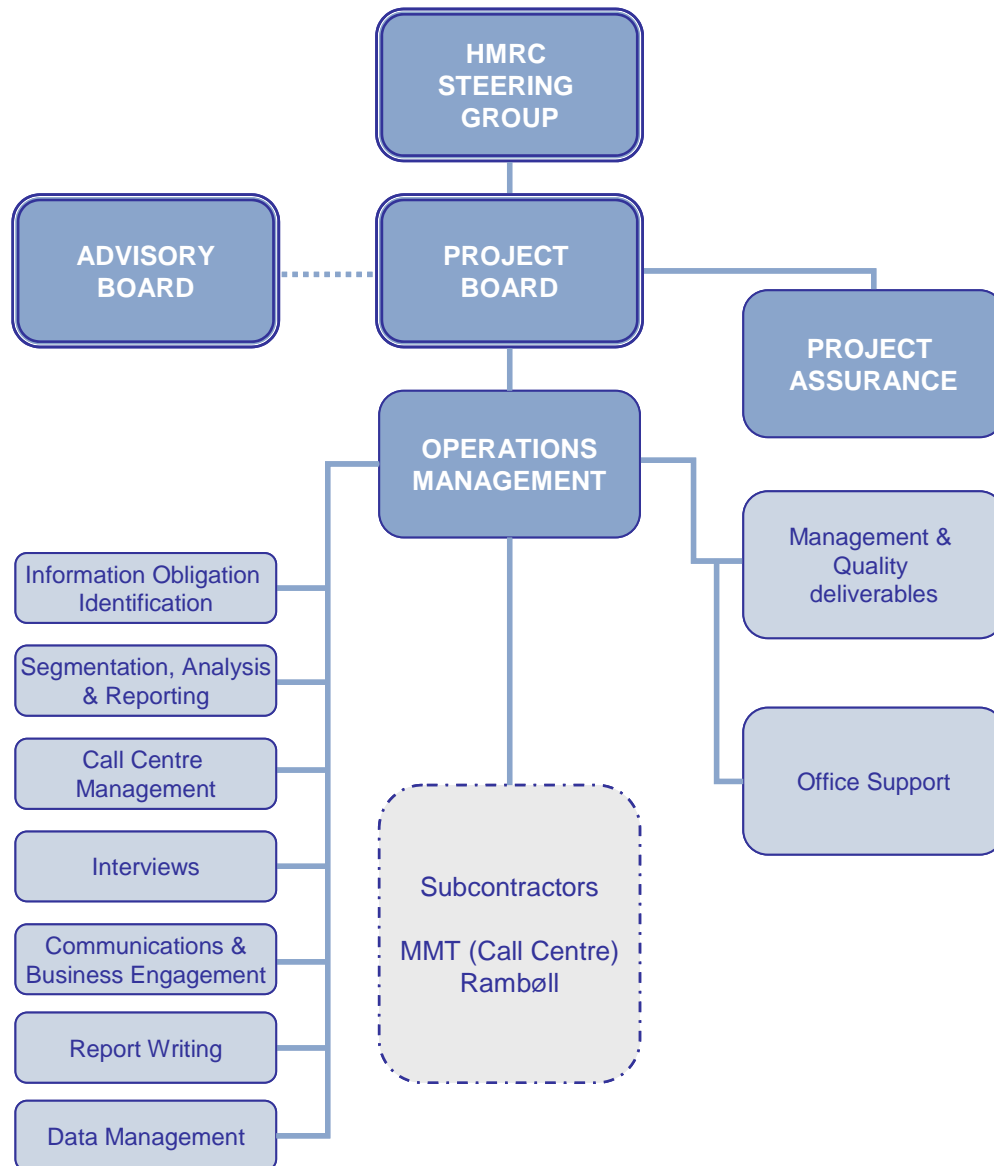 HMRC
STEERING
GROUP
ADVISORY
BOARD
PROJECT
BOARD
PROJECT
ASSURANCE
OPERATIONS
MANAGEMENT
Information Obligation
Identification
Segmentation, Analysis
& Reporting
Call Centre
Management
Interviews
Communications &
Business Engagement
Report Writing
Data Management
Subcontractors
MMT (Call Centre)
Rambøll
Management &
Quality
deliverables
Office Support